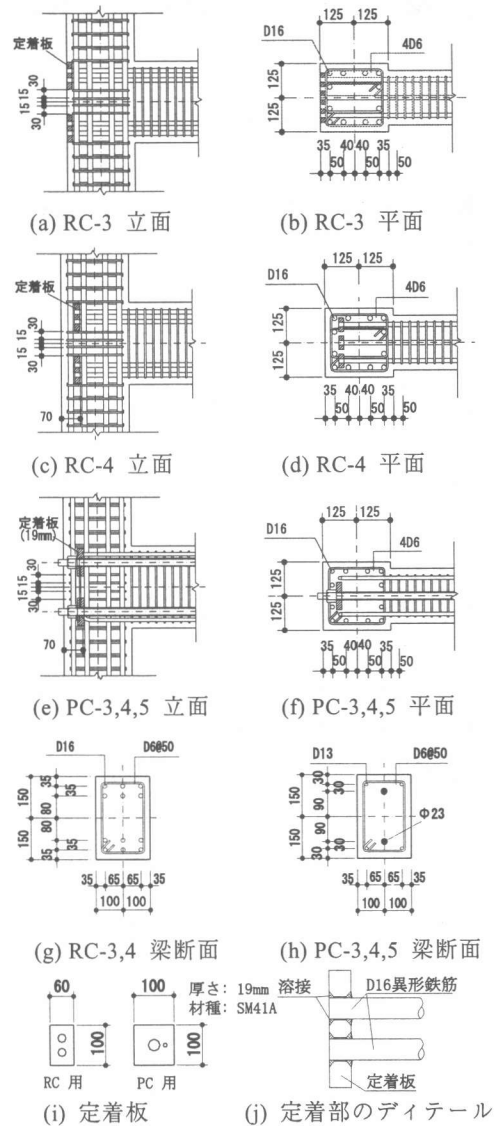 定着板
30
15
15
30
(a) RC-3 立面
125 125
D16 4D6
125
125
35 40 40 35
50 50 50
(b) RC-3 平面
定着板
30
15
15
30
70
(c) RC-4 立面
125 125
D16 4D6
125
125
35 40 40 35
50 50 50
(d) RC-4 平面
定着板
(19mm)
30
15
15
30
70
(e) PC-3,4,5 立面
125 125
D16 4D6
125
125
35 40 40 35
50 50 50
(f) PC-3,4,5 平面
D16 D6@50
150 35 35 80
150 80 35 35
35 65 65 35
100 100
(g) RC-3,4 梁断面
D13 D6@50
150 30 30 90
150 90 30 30
Φ23
35 65 65 35
100 100
(h) PC-3,4,5 梁断面
60
100
RC 用
100
100
PC 用
厚さ: 19mm
材種: SM41A
(i) 定着板
溶接
D16異形鉄筋
定着板
(j) 定着部のディテール